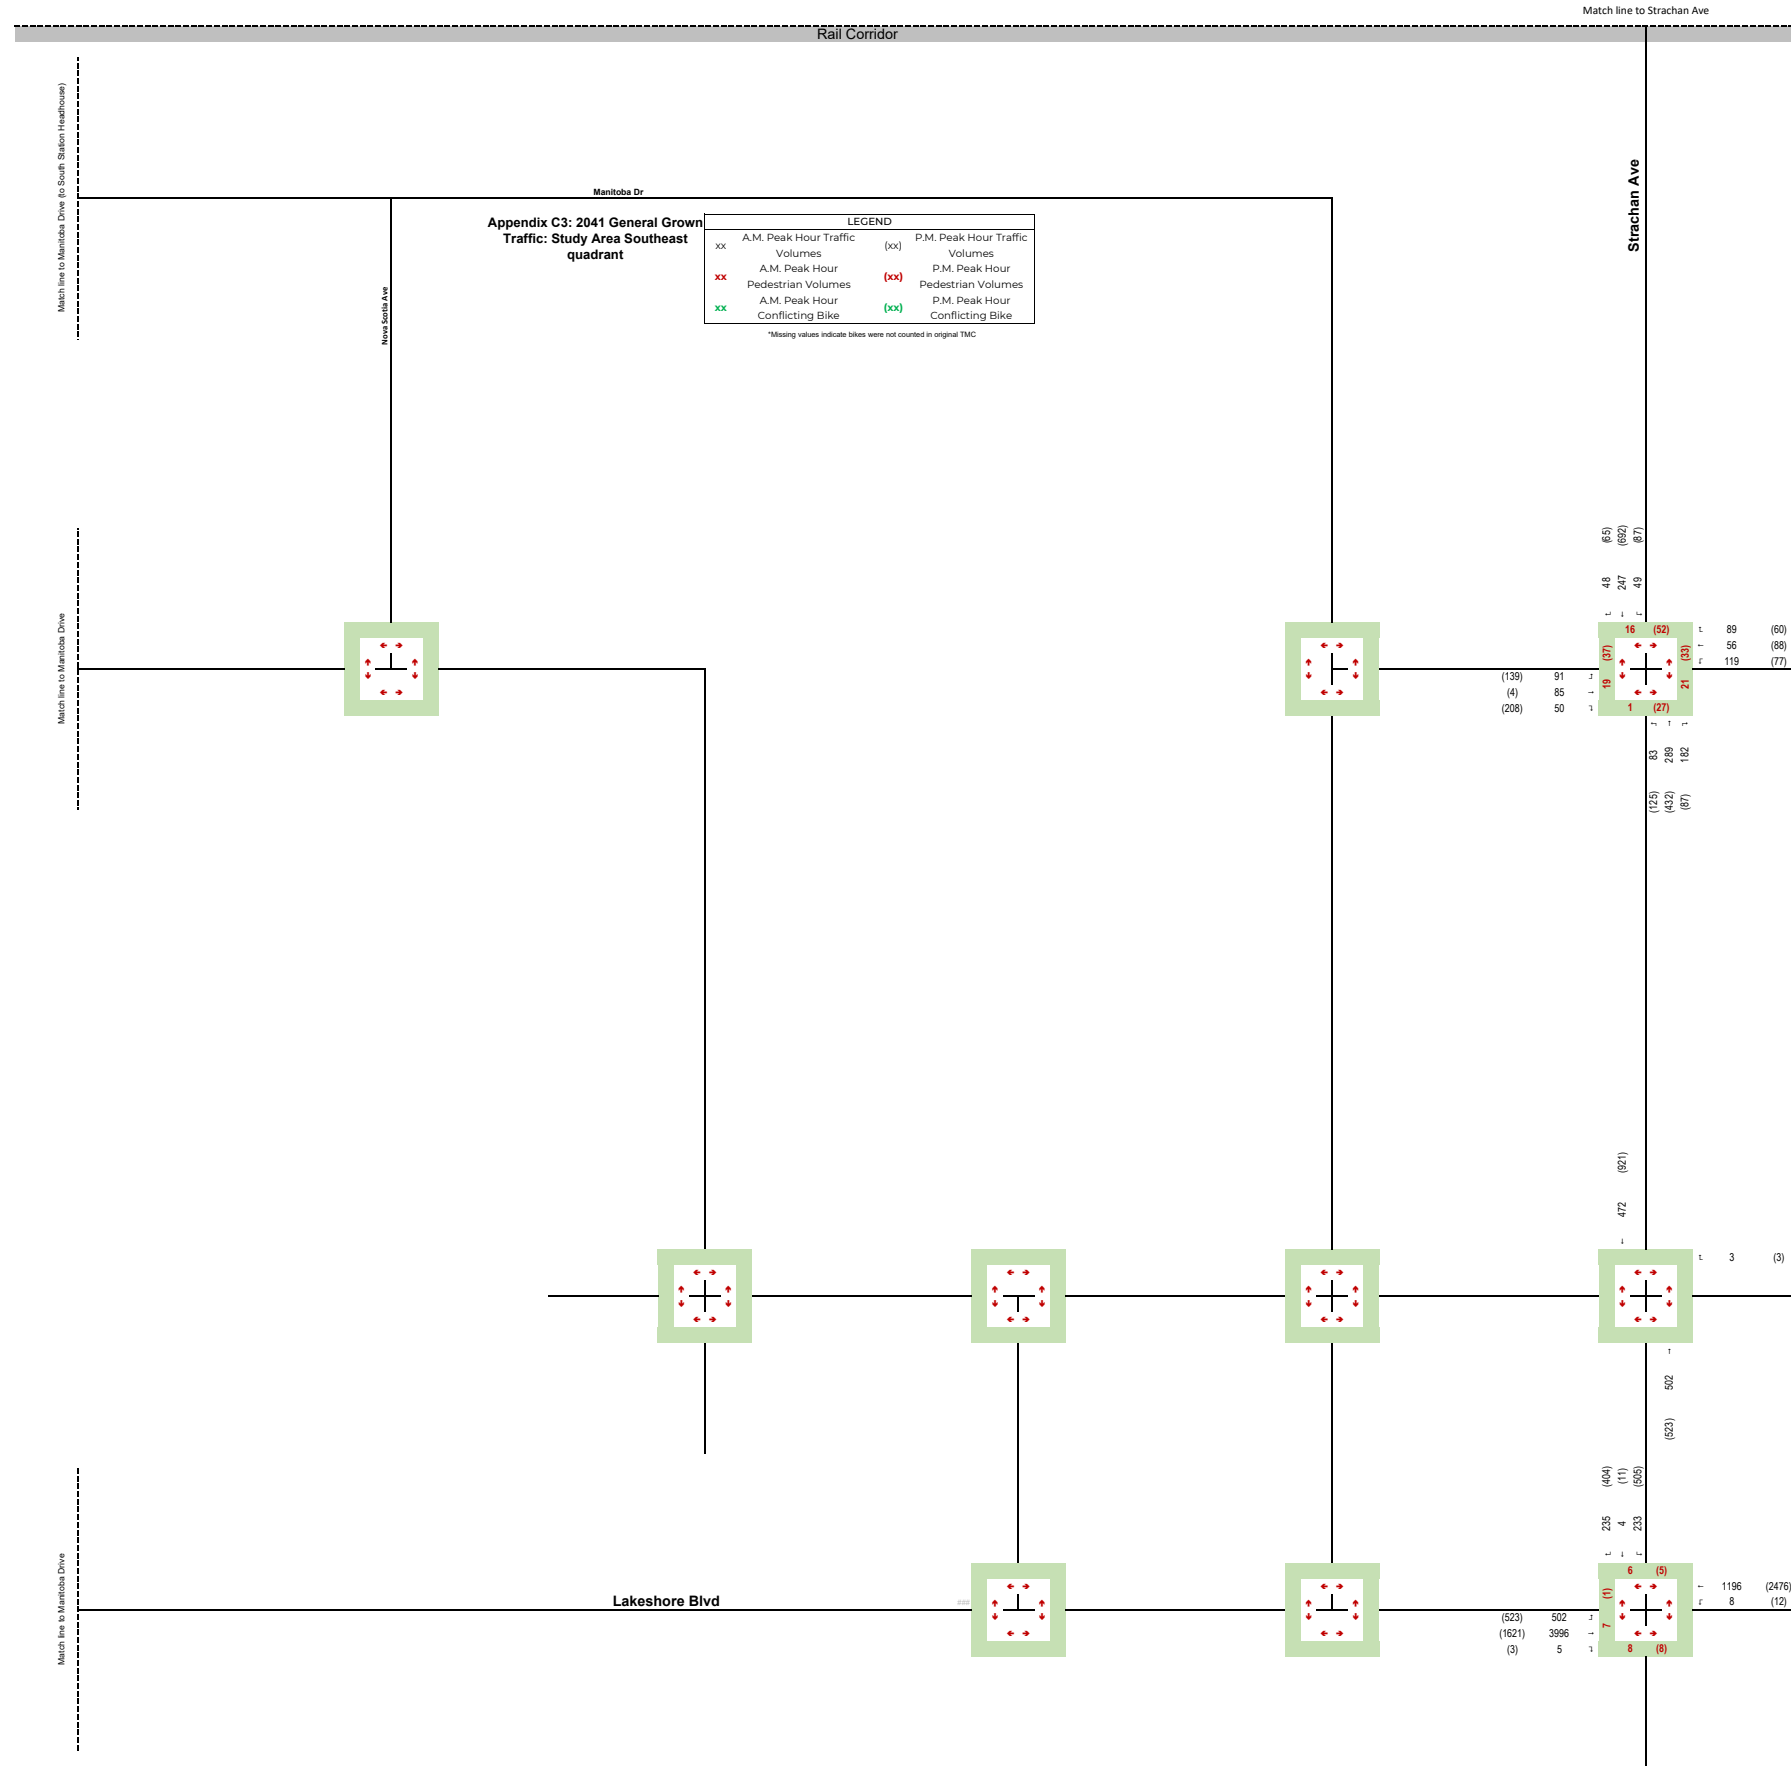 Match line to Strachan Ave
Rail Corridor
Match line to Manitoba Drive (to South Station Headhouse)
Manitoba Dr
Strachan Ave
Appendix C3: 2041 General Grown
Traffic: Study Area Southeast
quadrant
LEGEND
xx A.M. Peak Hour Traffic Volumes (xx) P.M. Peak Hour Traffic Volumes
xx A.M. Peak Hour Pedestrian Volumes (xx) P.M. Peak Hour Pedestrian Volumes
xx A.M. Peak Hour Conflicting Bike (xx) P.M. Peak Hour Conflicting Bike
*Missing values indicate bikes were not counted in original TMC
Nova Scotia Ave
Match line to Manitoba Drive
(65) (692) (87)
48 247 49
16 (52)
89 (60)
56 (88)
119 (77)
(37) (33)
19 21
(139) 91
(4) 85
(208) 50
1 (27)
83 289 182
(125) (432) (87)
(921)
472
3 (3)
502
(523)
(404) (11) (505)
235 4 233
Match line to Manitoba Drive
Lakeshore Blvd
###
6 (5)
1196 (2476)
8 (12)
(1)
7
(523) 502
(1621) 3996
(3) 5
8 (8)